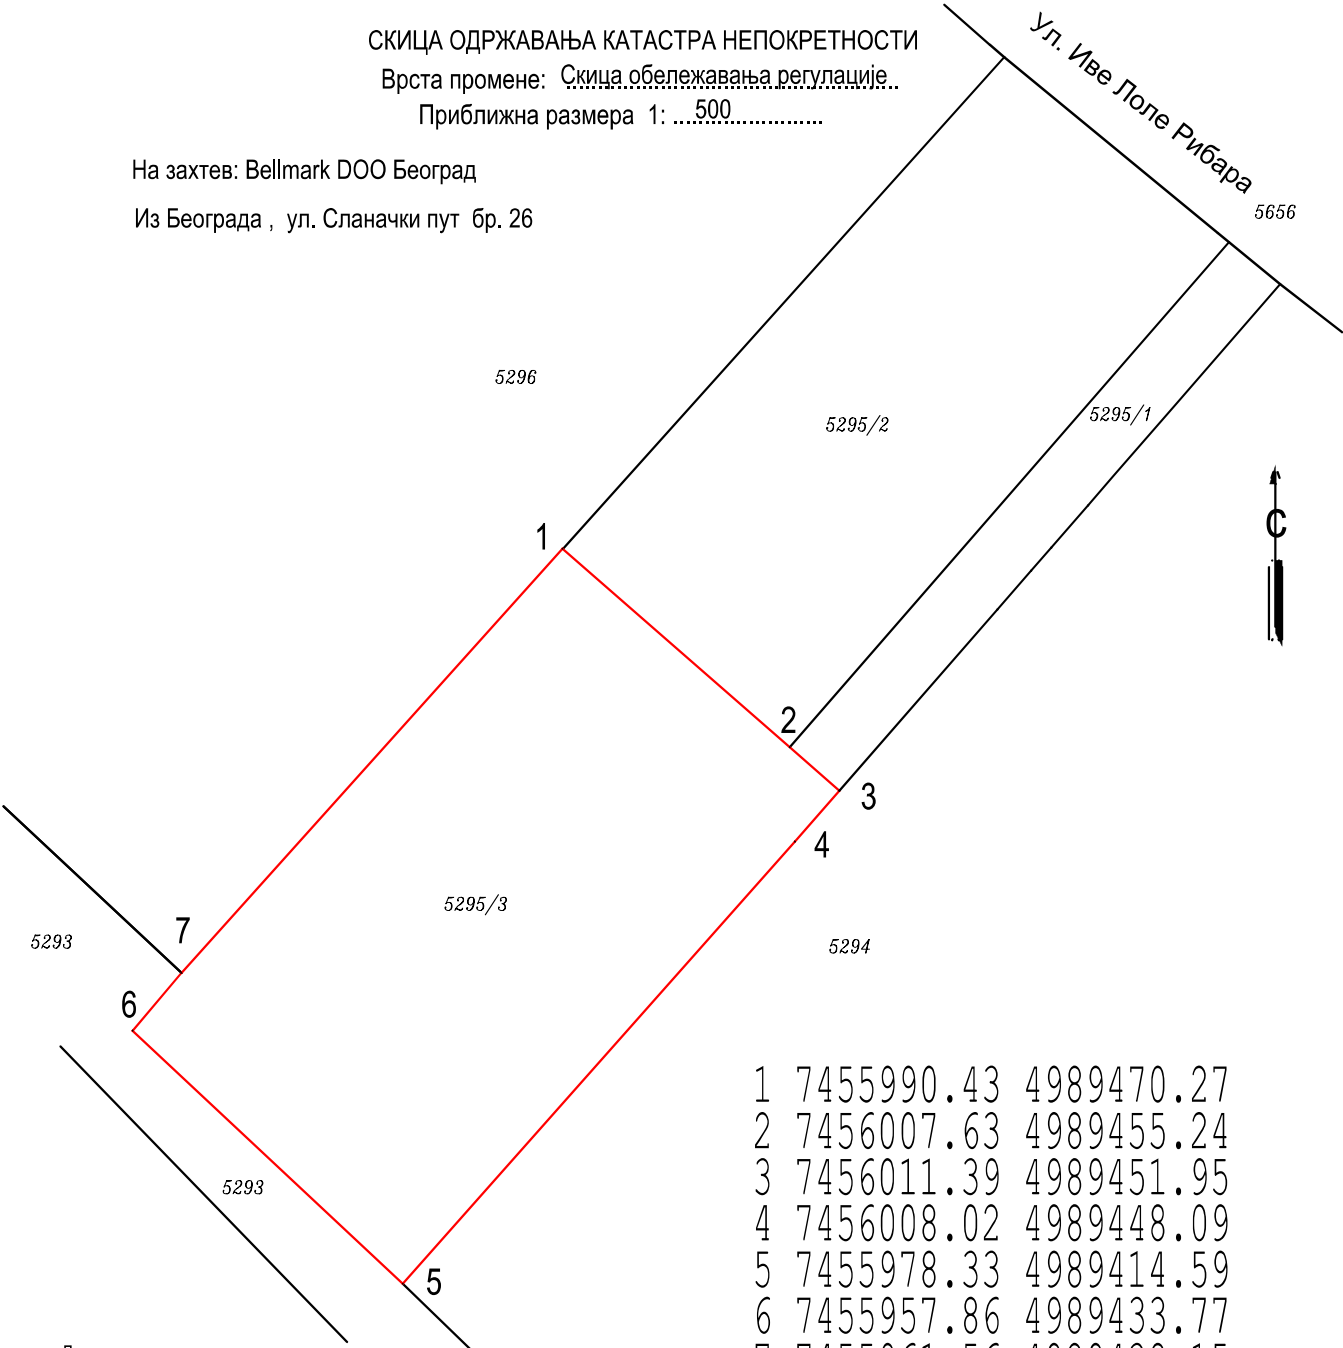 СКИЦА ОДРЖАВАЊА КАТАСТРА НЕПОКРЕТНОСТИ
Врста промене: Скица обележавања регулације
Приближна размера 1: 500
На захтев: Bellmark DOO Београд
Из Београда , ул. Сланачки пут бр. 26
Ул. Иве Лоле Рибара
5656
5296
5295/2
5295/1
С
1
2
3
4
5295/3
7
5293
5294
6
5293
5
1 7455990.43 4989470.27
2 7456007.63 4989455.24
3 7456011.39 4989451.95
4 7456008.02 4989448.09
5 7455978.33 4989414.59
6 7455957.86 4989433.77